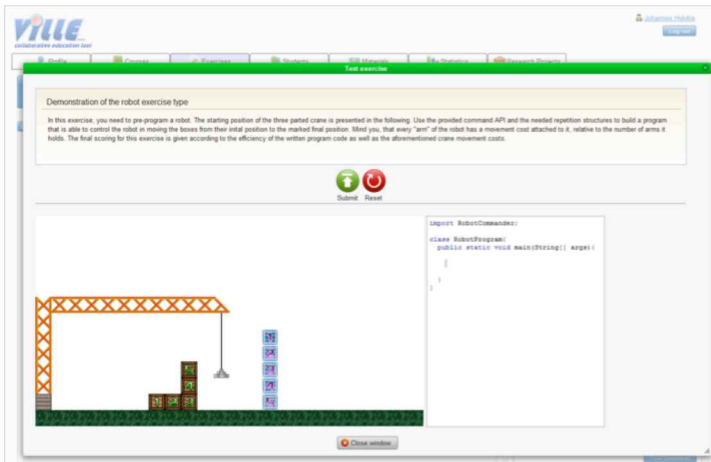 ViLLE
collaborative education tool
Johannes Holvitie
Log out
Profile
Courses
Exercises
Students
Materials
Statistics
Research Projects
Test exercise
Demonstration of the robot exercise type
In this exercise, you need to pre-program a robot. The starting position of the three parted crane is presented in the following. Use the provided command API and the needed repetition structures to build a program
that is able to control the robot in moving the boxes from their initial position to the marked final position. Mind you, that every "arm" of the robot has a movement cost attached to it, relative to the number of arms it
holds. The final scoring for this exercise is given according to the efficiency of the written program code as well as the aforementioned crane movement costs.
Submit Reset
import RobotCommander;
class RobotProgram{
public static void main(String[] args){
}
}
Close window